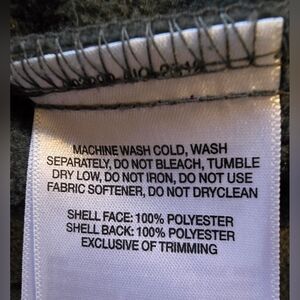 MACHINE WASH COLD, WASH
SEPARATELY, DO NOT BLEACH, TUMBLE
DRY LOW, DO NOT IRON, DO NOT USE
FABRIC SOFTENER, DO NOT DRYCLEAN
SHELL FACE: 100% POLYESTER
SHELL BACK: 100% POLYESTER
EXCLUSIVE OF TRIMMING